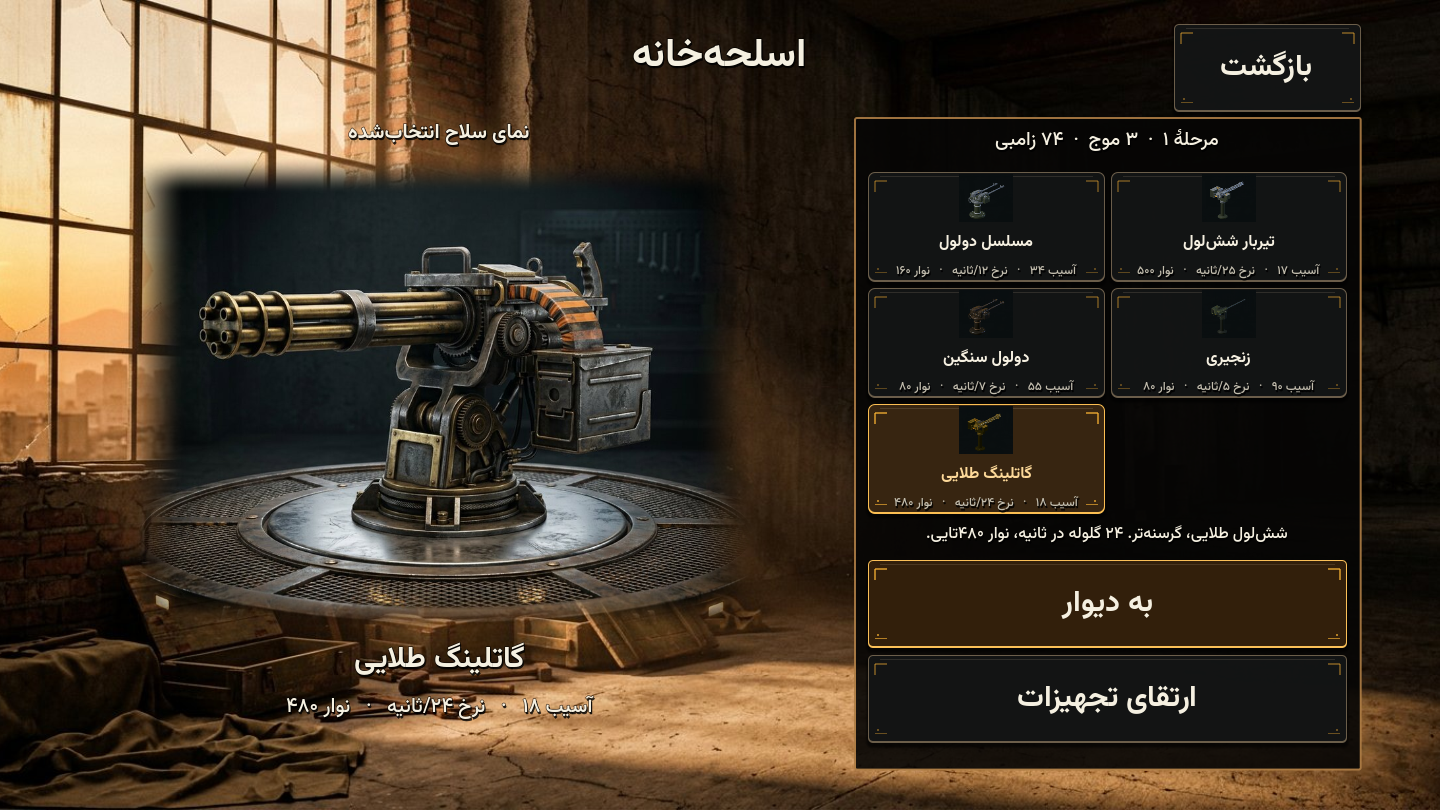 بازگشت
اسلحه‌خانه
مرحلهٔ ۱ · ۳ موج · ۷۴ زامبی
تیربار شش‌لول
آسیب ۱۷ · نرخ ۲۵/ثانیه · نوار ۵۰۰
مسلسل دولول
آسیب ۳۴ · نرخ ۱۲/ثانیه · نوار ۱۶۰
زنجیری
آسیب ۹۰ · نرخ ۵/ثانیه · نوار ۸۰
دولول سنگین
آسیب ۵۵ · نرخ ۷/ثانیه · نوار ۸۰
گاتلینگ طلایی
آسیب ۱۸ · نرخ ۲۴/ثانیه · نوار ۴۸۰
شش‌لول طلایی، گرسنه‌تر. ۲۴ گلوله در ثانیه، نوار ۴۸۰تایی.
به دیوار
ارتقای تجهیزات
نمای سلاح انتخاب‌شده
گاتلینگ طلایی
آسیب ۱۸ · نرخ ۲۴/ثانیه · نوار ۴۸۰